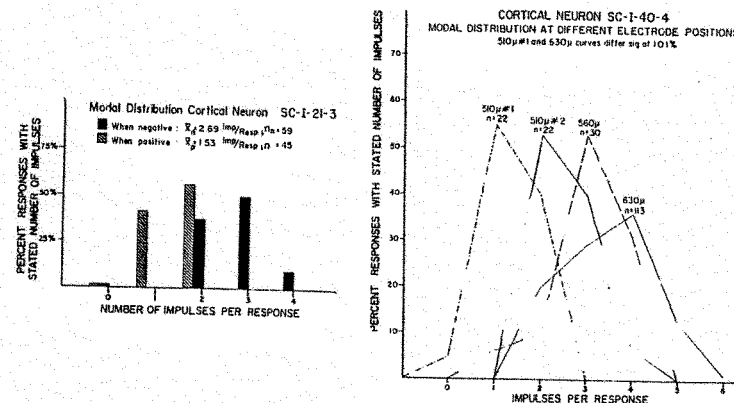 Modal Distribution Cortical Neuron SC-I-21-3
When negative : X̄n=2.69 imp/Resp; n=59
When positive : X̄p=1.53 imp/Resp; n = 45
PERCENT RESPONSES WITH
STATED NUMBER OF IMPULSES
75%
50%
25%
0 1 2 3 4
NUMBER OF IMPULSES PER RESPONSE
CORTICAL NEURON SC-I-40-4
MODAL DISTRIBUTION AT DIFFERENT ELECTRODE POSITIONS
510μ#1 and 630μ curves differ sig at 1.01%
PERCENT RESPONSES WITH STATED NUMBER OF IMPULSES
70
60
50
40
30
20
10
510μ#1
n=22
510μ#2
n=22
560μ
n=30
630μ
n=113
0 1 2 3 4 5 6
IMPULSES PER RESPONSE